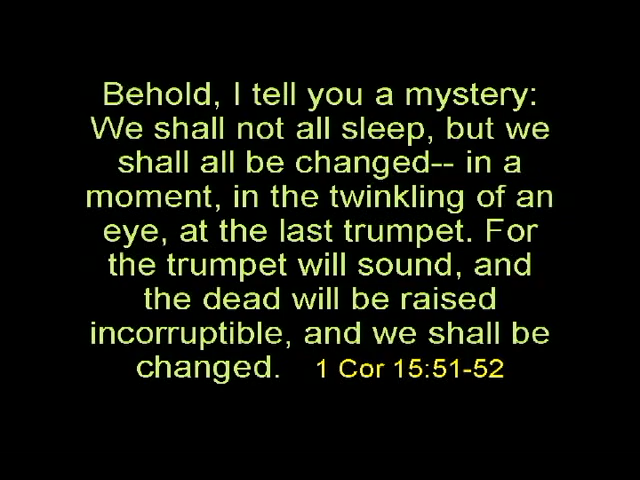 Behold, I tell you a mystery:
We shall not all sleep, but we
shall all be changed-- in a
moment, in the twinkling of an
eye, at the last trumpet. For
the trumpet will sound, and
the dead will be raised
incorruptible, and we shall be
changed. 1 Cor 15:51-52